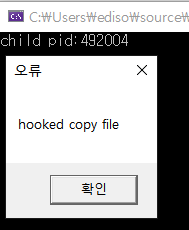 C:₩Users₩ediso₩source₩
child pid:492004
오류
hooked copy file
확인